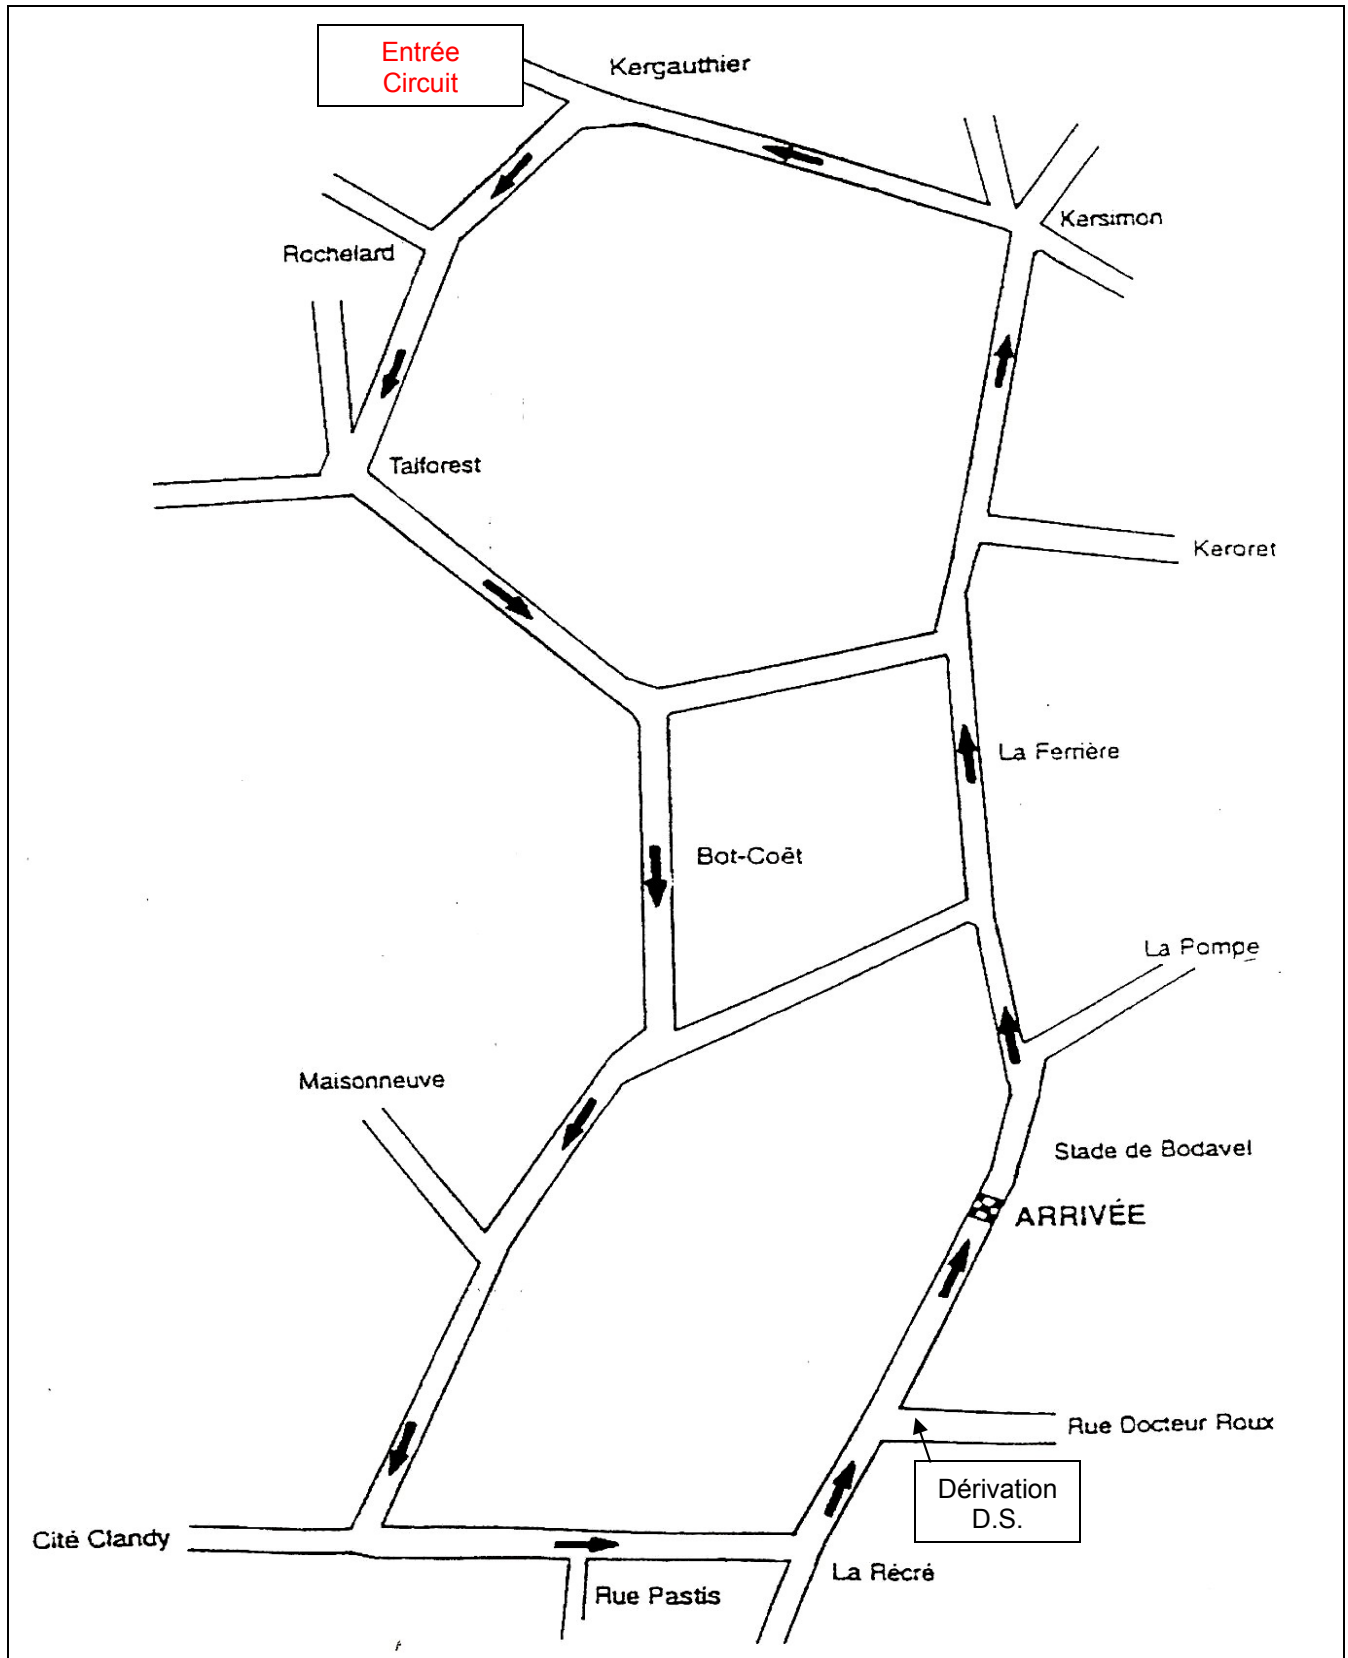 Entrée
Circuit
Kergauthier
Kersimon
Rochelard
Talforest
Keroret
La Ferrière
Bot-Coët
La Pompe
Maisonneuve
Stade de Bodavel
ARRIVÉE
Rue Docteur Roux
Dérivation
D.S.
Cité Clandy
La Récré
Rue Pastis